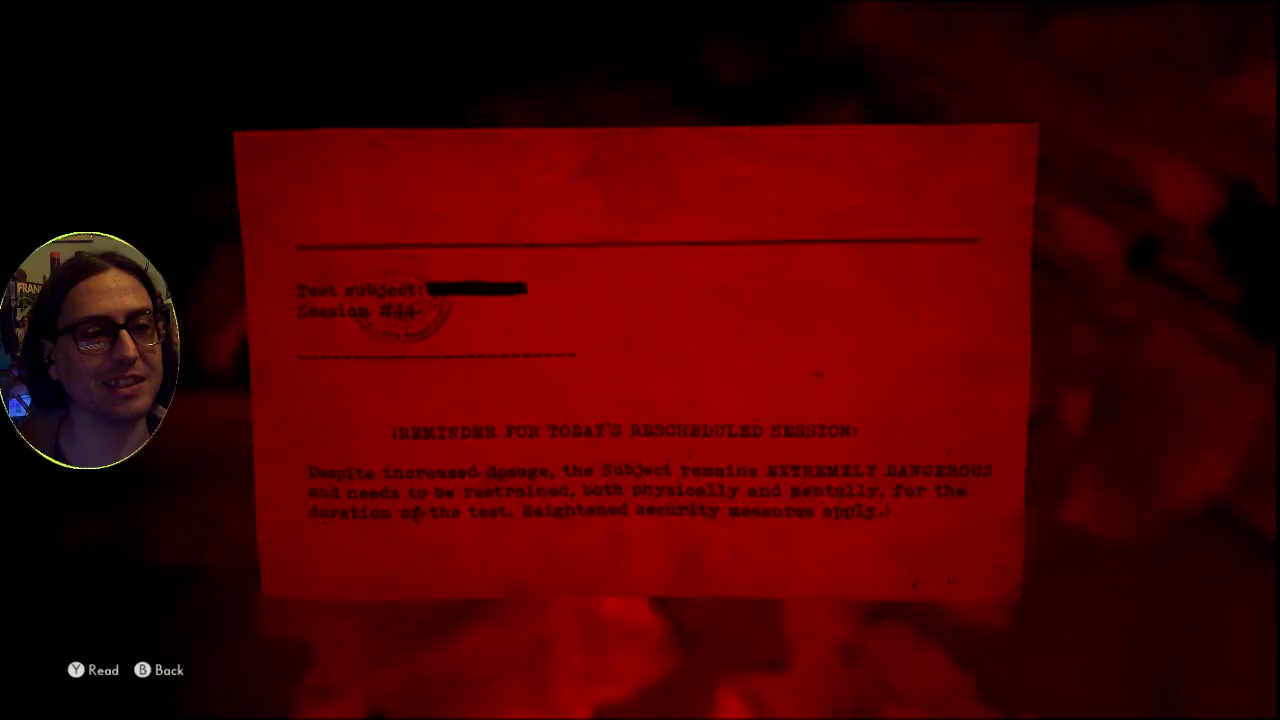 FRAN
Test subject:
Session #
(REMINDER FOR TODAY'S RESCHEDULED SESSION:
Despite increased dosage, the Subject remains EXTREMELY DANGEROUS
and needs to be restrained, both physically and mentally, for the
duration of the test. Heightened security measures apply.)
Y Read B Back